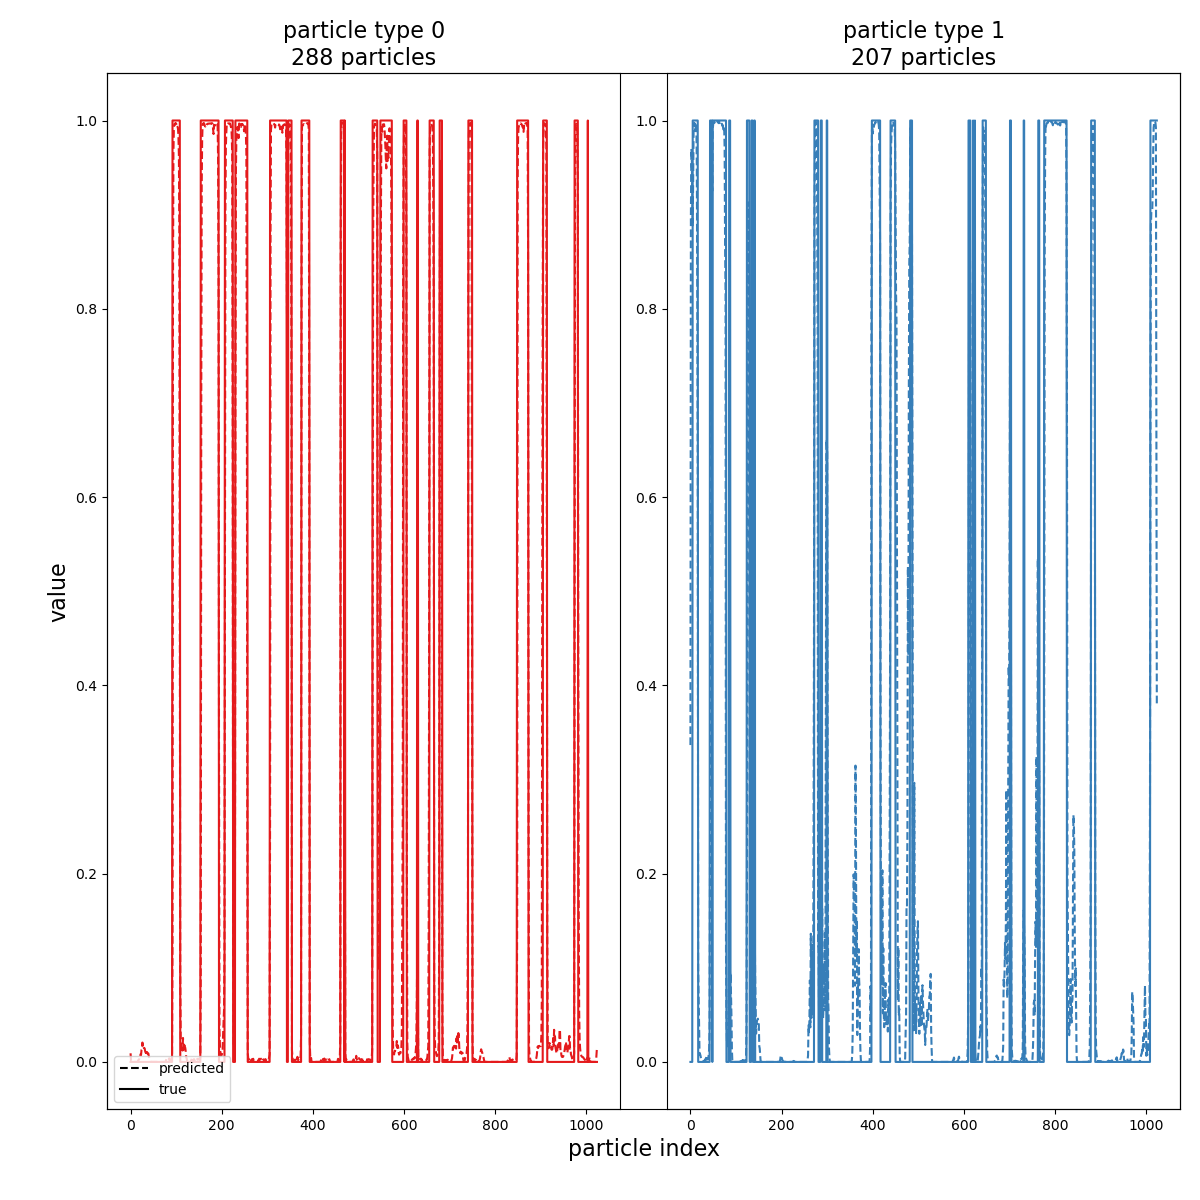 particle type 0
288 particles
particle type 1
207 particles
1.0
0.8
0.6
0.4
0.2
0.0
1.0
0.8
0.6
0.4
0.2
0.0
value
predicted
true
0 200 400 600 800 1000
0 200 400 600 800 1000
particle index